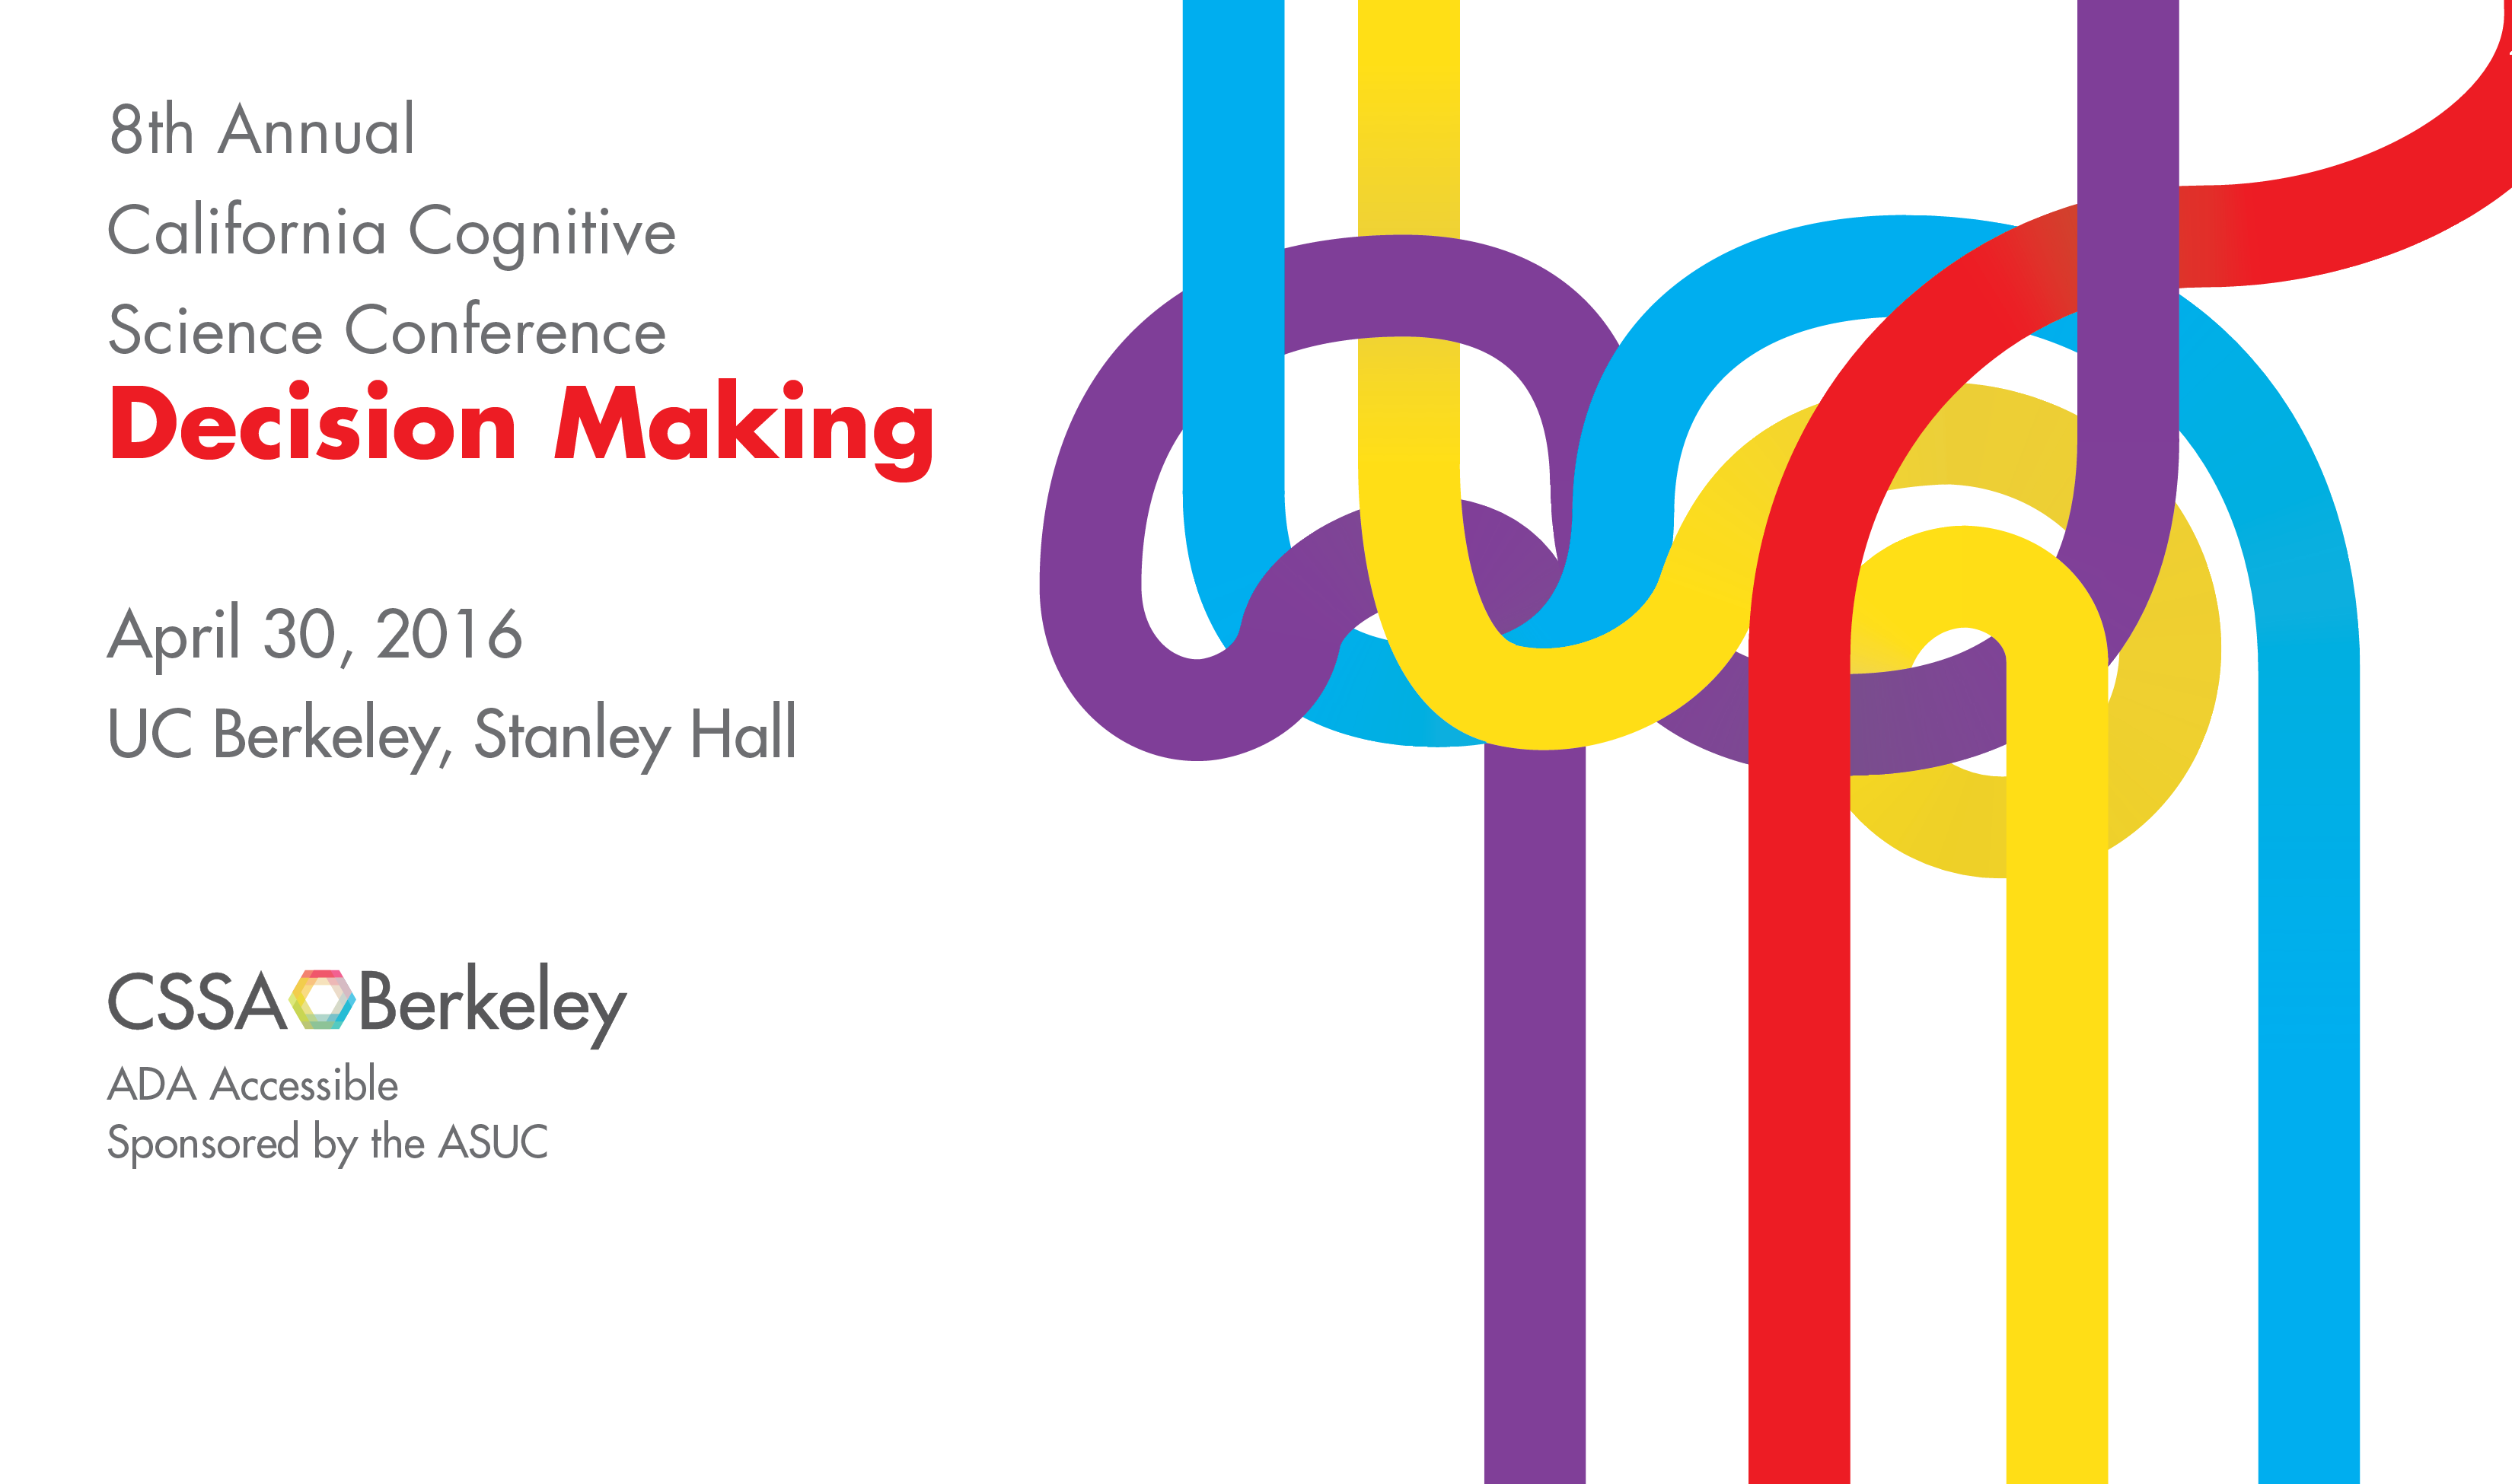 8th Annual
California Cognitive
Science Conference
Decision Making
April 30, 2016
UC Berkeley, Stanley Hall
CSSA Berkeley
ADA Accessible
Sponsored by the ASUC